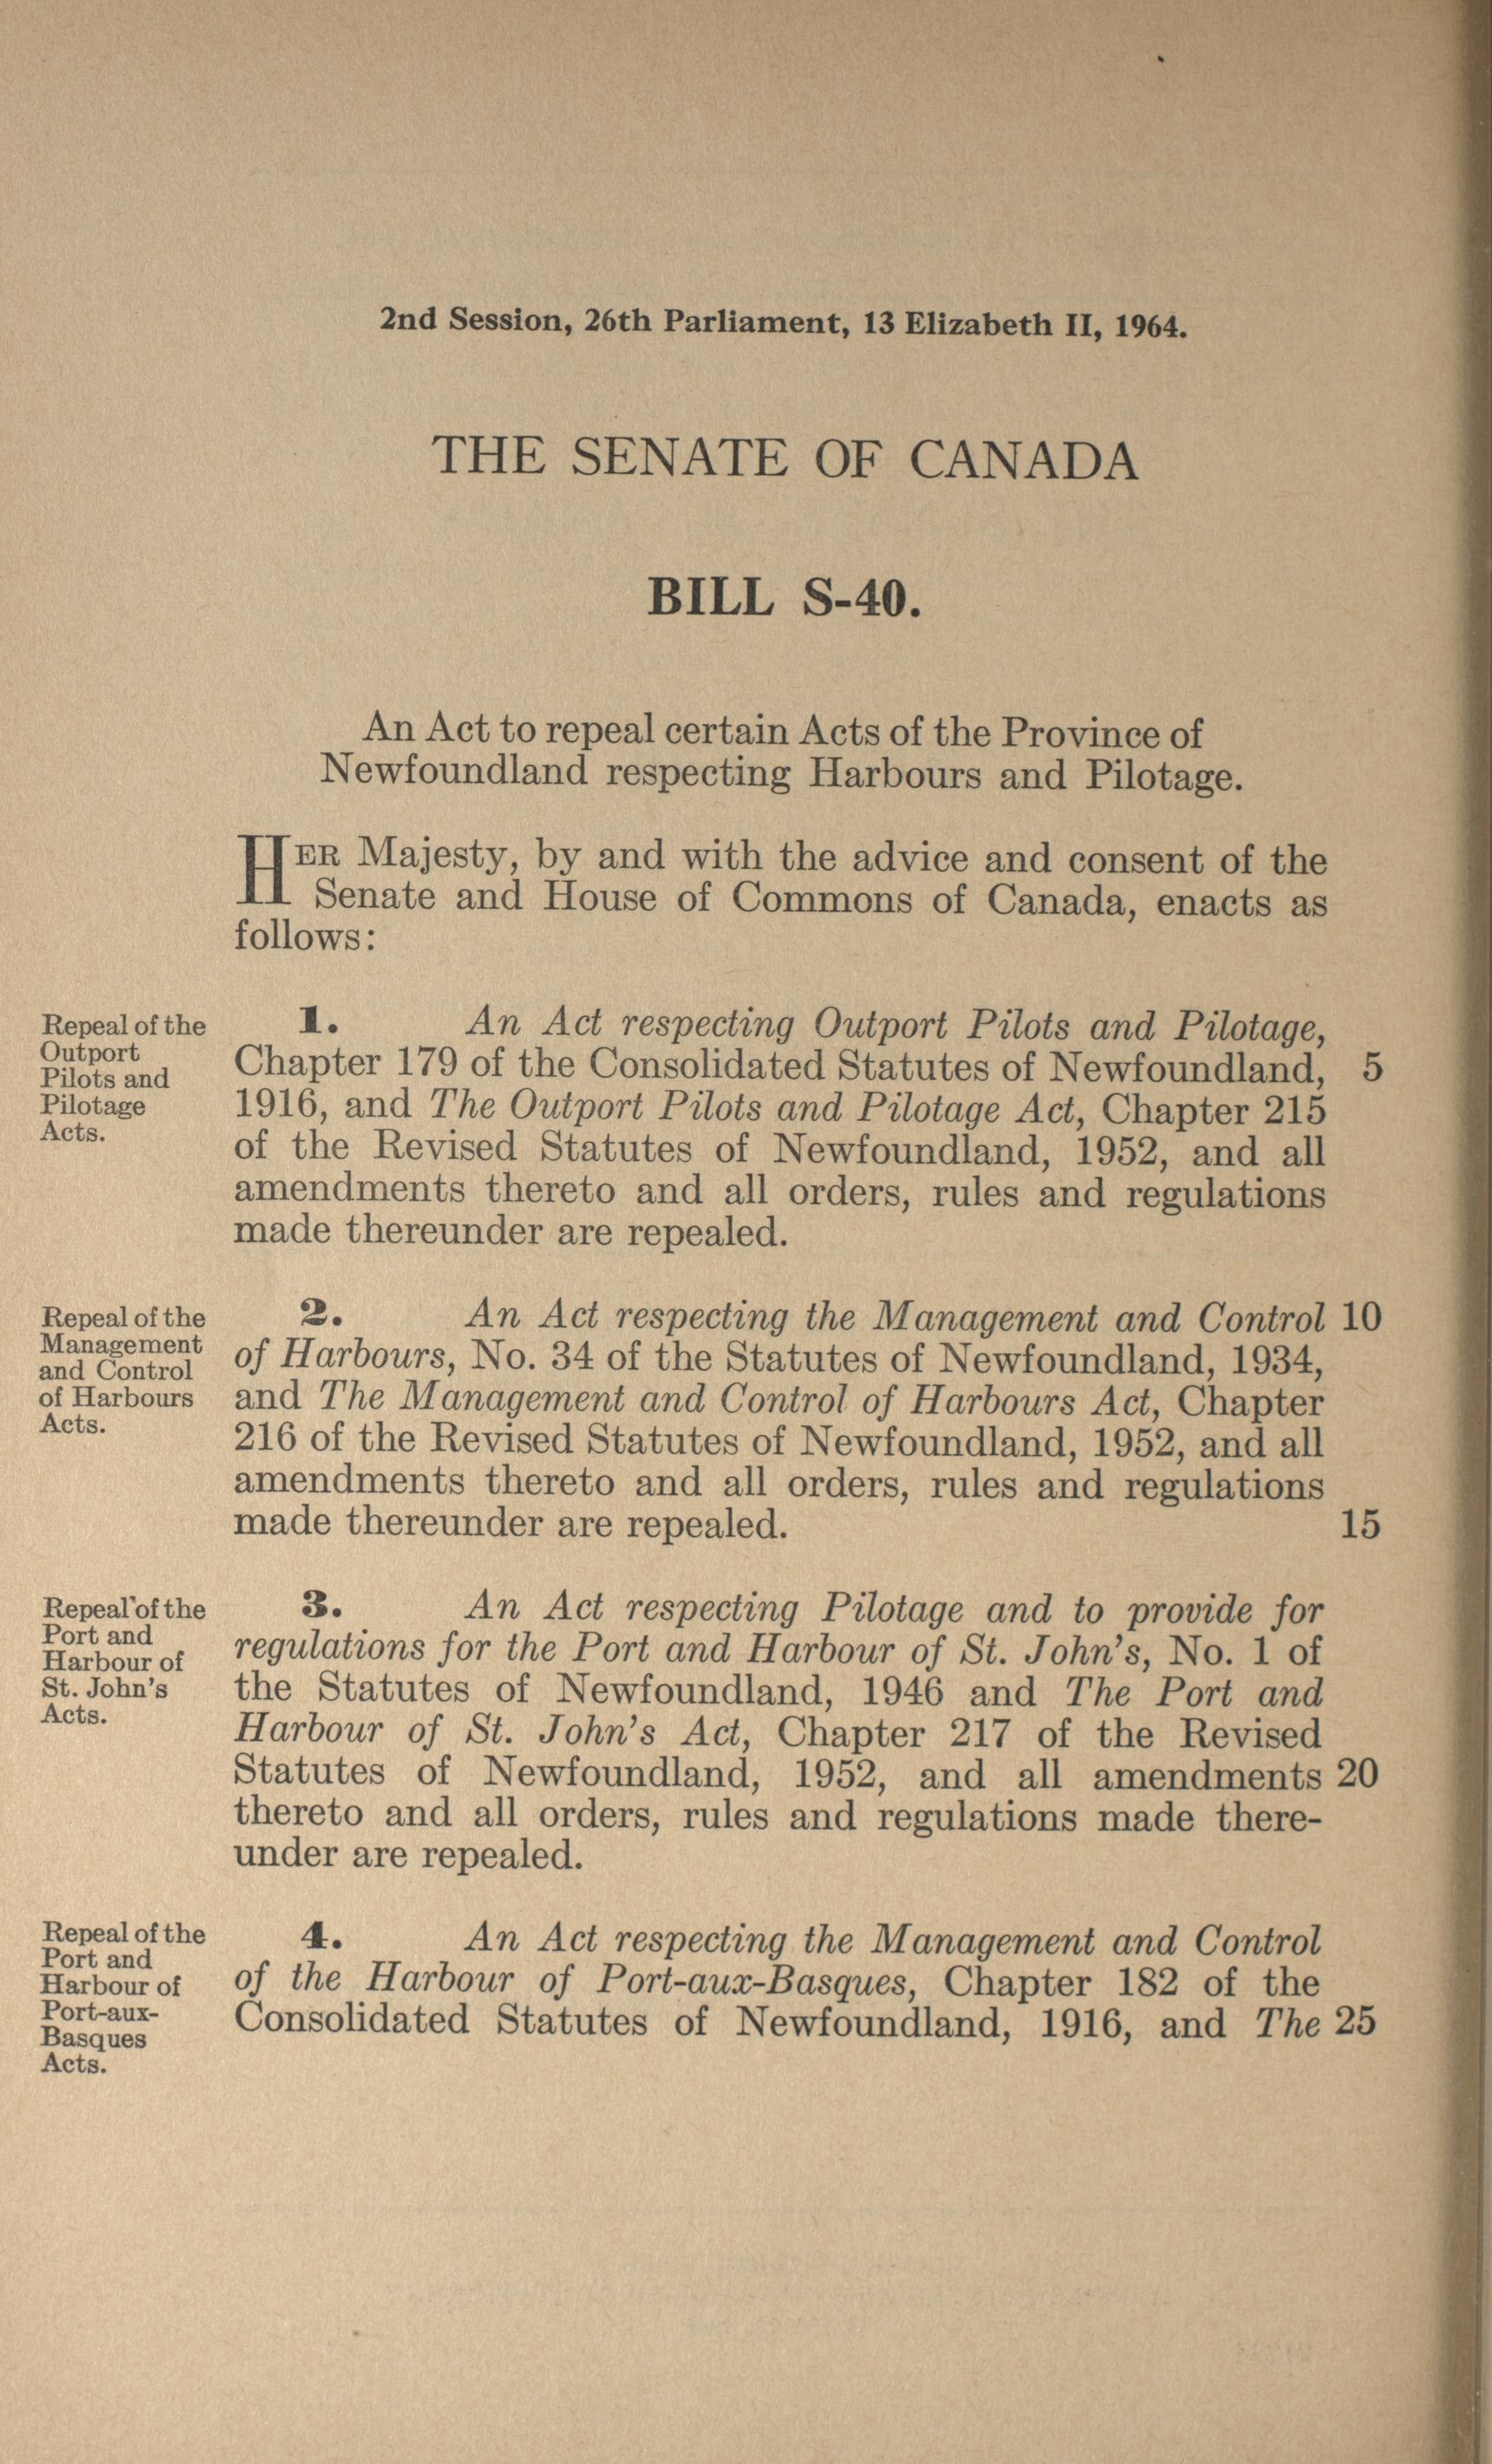 2nd Session, 26th Parliament, 13 Elizabeth II, 1964.
THE SENATE OF CANADA
BILL S-40.
An Act to repeal certain Acts of the Province of
Newfoundland respecting Harbours and Pilotage.
HER Majesty, by and with the advice and consent of the
Senate and House of Commons of Canada, enacts as
follows:
Repeal of the
Outport
Pilots and
Pilotage
Acts.
1. An Act respecting Outport Pilots and Pilotage,
Chapter 179 of the Consolidated Statutes of Newfoundland, 5
1916, and The Outport Pilots and Pilotage Act, Chapter 215
of the Revised Statutes of Newfoundland, 1952, and all
amendments thereto and all orders, rules and regulations
made thereunder are repealed.
Repeal of the
Management
and Control
of Harbours
Acts.
2. An Act respecting the Management and Control 10
of Harbours, No. 34 of the Statutes of Newfoundland, 1934,
and The Management and Control of Harbours Act, Chapter
216 of the Revised Statutes of Newfoundland, 1952, and all
amendments thereto and all orders, rules and regulations
made thereunder are repealed. 15
Repeal of the
Port and
Harbour of
St. John's
Acts.
3. An Act respecting Pilotage and to provide for
regulations for the Port and Harbour of St. John's, No. 1 of
the Statutes of Newfoundland, 1946 and The Port and
Harbour of St. John's Act, Chapter 217 of the Revised
Statutes of Newfoundland, 1952, and all amendments 20
thereto and all orders, rules and regulations made there-
under are repealed.
Repeal of the
Port and
Harbour of
Port-aux-
Basques
Acts.
4. An Act respecting the Management and Control
of the Harbour of Port-aux-Basques, Chapter 182 of the
Consolidated Statutes of Newfoundland, 1916, and The 25